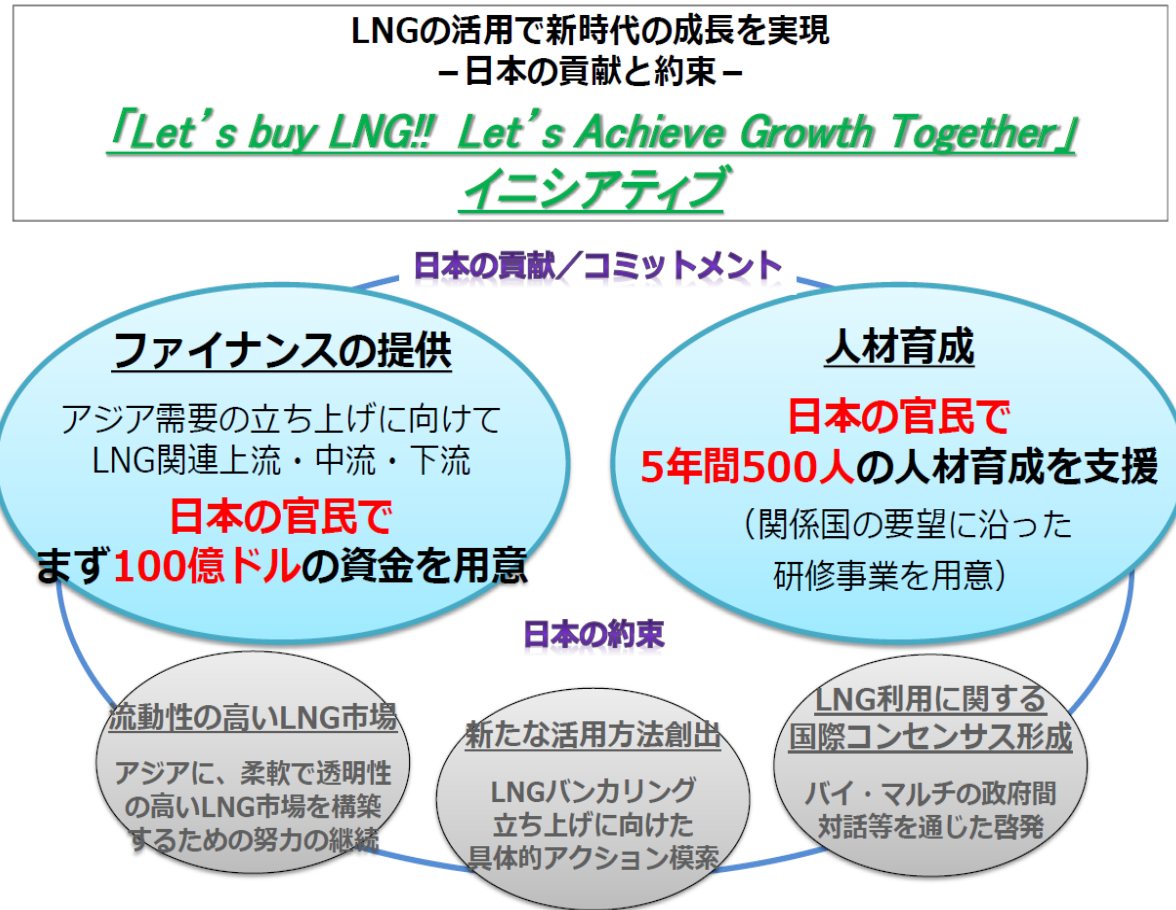 LNGの活用で新時代の成長を実現
－日本の貢献と約束－
「Let's buy LNG!! Let's Achieve Growth Together」
イニシアティブ
日本の貢献／コミットメント
ファイナンスの提供
アジア需要の立ち上げに向けて
LNG関連上流・中流・下流
日本の官民で
まず100億ドルの資金を用意
人材育成
日本の官民で
5年間500人の人材育成を支援
（関係国の要望に沿った
研修事業を用意）
日本の約束
流動性の高いLNG市場
アジアに、柔軟で透明性
の高いLNG市場を構築
するための努力の継続
新たな活用方法創出
LNGバンカリング
立ち上げに向けた
具体的アクション模索
LNG利用に関する
国際コンセンサス形成
バイ・マルチの政府間
対話等を通じた啓発